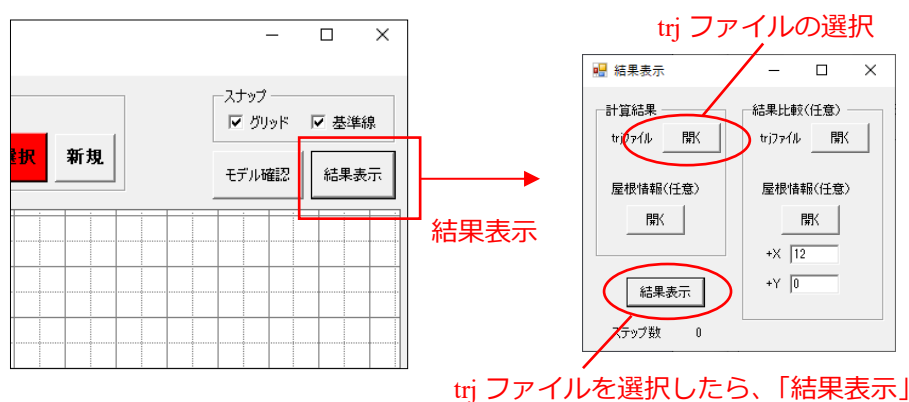 trj ファイルの選択
結果表示
スナップ
グリッド
基準線
選択
新規
モデル確認
結果表示
結果表示
計算結果
trjファイル
開く
屋根情報(任意)
開く
結果表示
ステップ数 0
結果比較(任意)
trjファイル
開く
屋根情報(任意)
開く
+X 12
+Y 0
trj ファイルを選択したら、「結果表示」